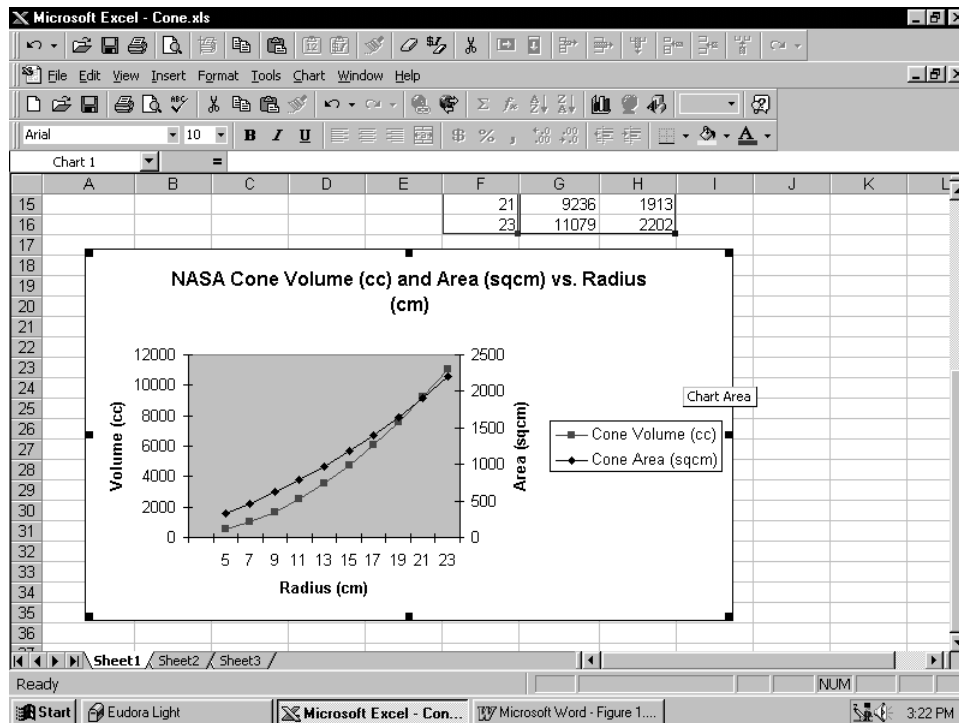 Microsoft Excel - Cone.xls
File Edit View Insert Format Tools Chart Window Help
Arial 10 B I U $ % , A
Chart 1 =
A B C D E F G H I J K L
15 21 9236 1913
16 23 11079 2202
17
18
19
20
21
22
23
24
25
26
27
28
29
30
31
32
33
34
35
36
NASA Cone Volume (cc) and Area (sqcm) vs. Radius
(cm)
Volume (cc)
12000
10000
8000
6000
4000
2000
0
2500
2000
1500
1000
500
0
Area (sqcm)
5 7 9 11 13 15 17 19 21 23
Radius (cm)
Chart Area
Cone Volume (cc)
Cone Area (sqcm)
Sheet1 Sheet2 Sheet3
Ready NUM
Start Eudora Light Microsoft Excel - Con... Microsoft Word - Figure 1.... 3:22 PM